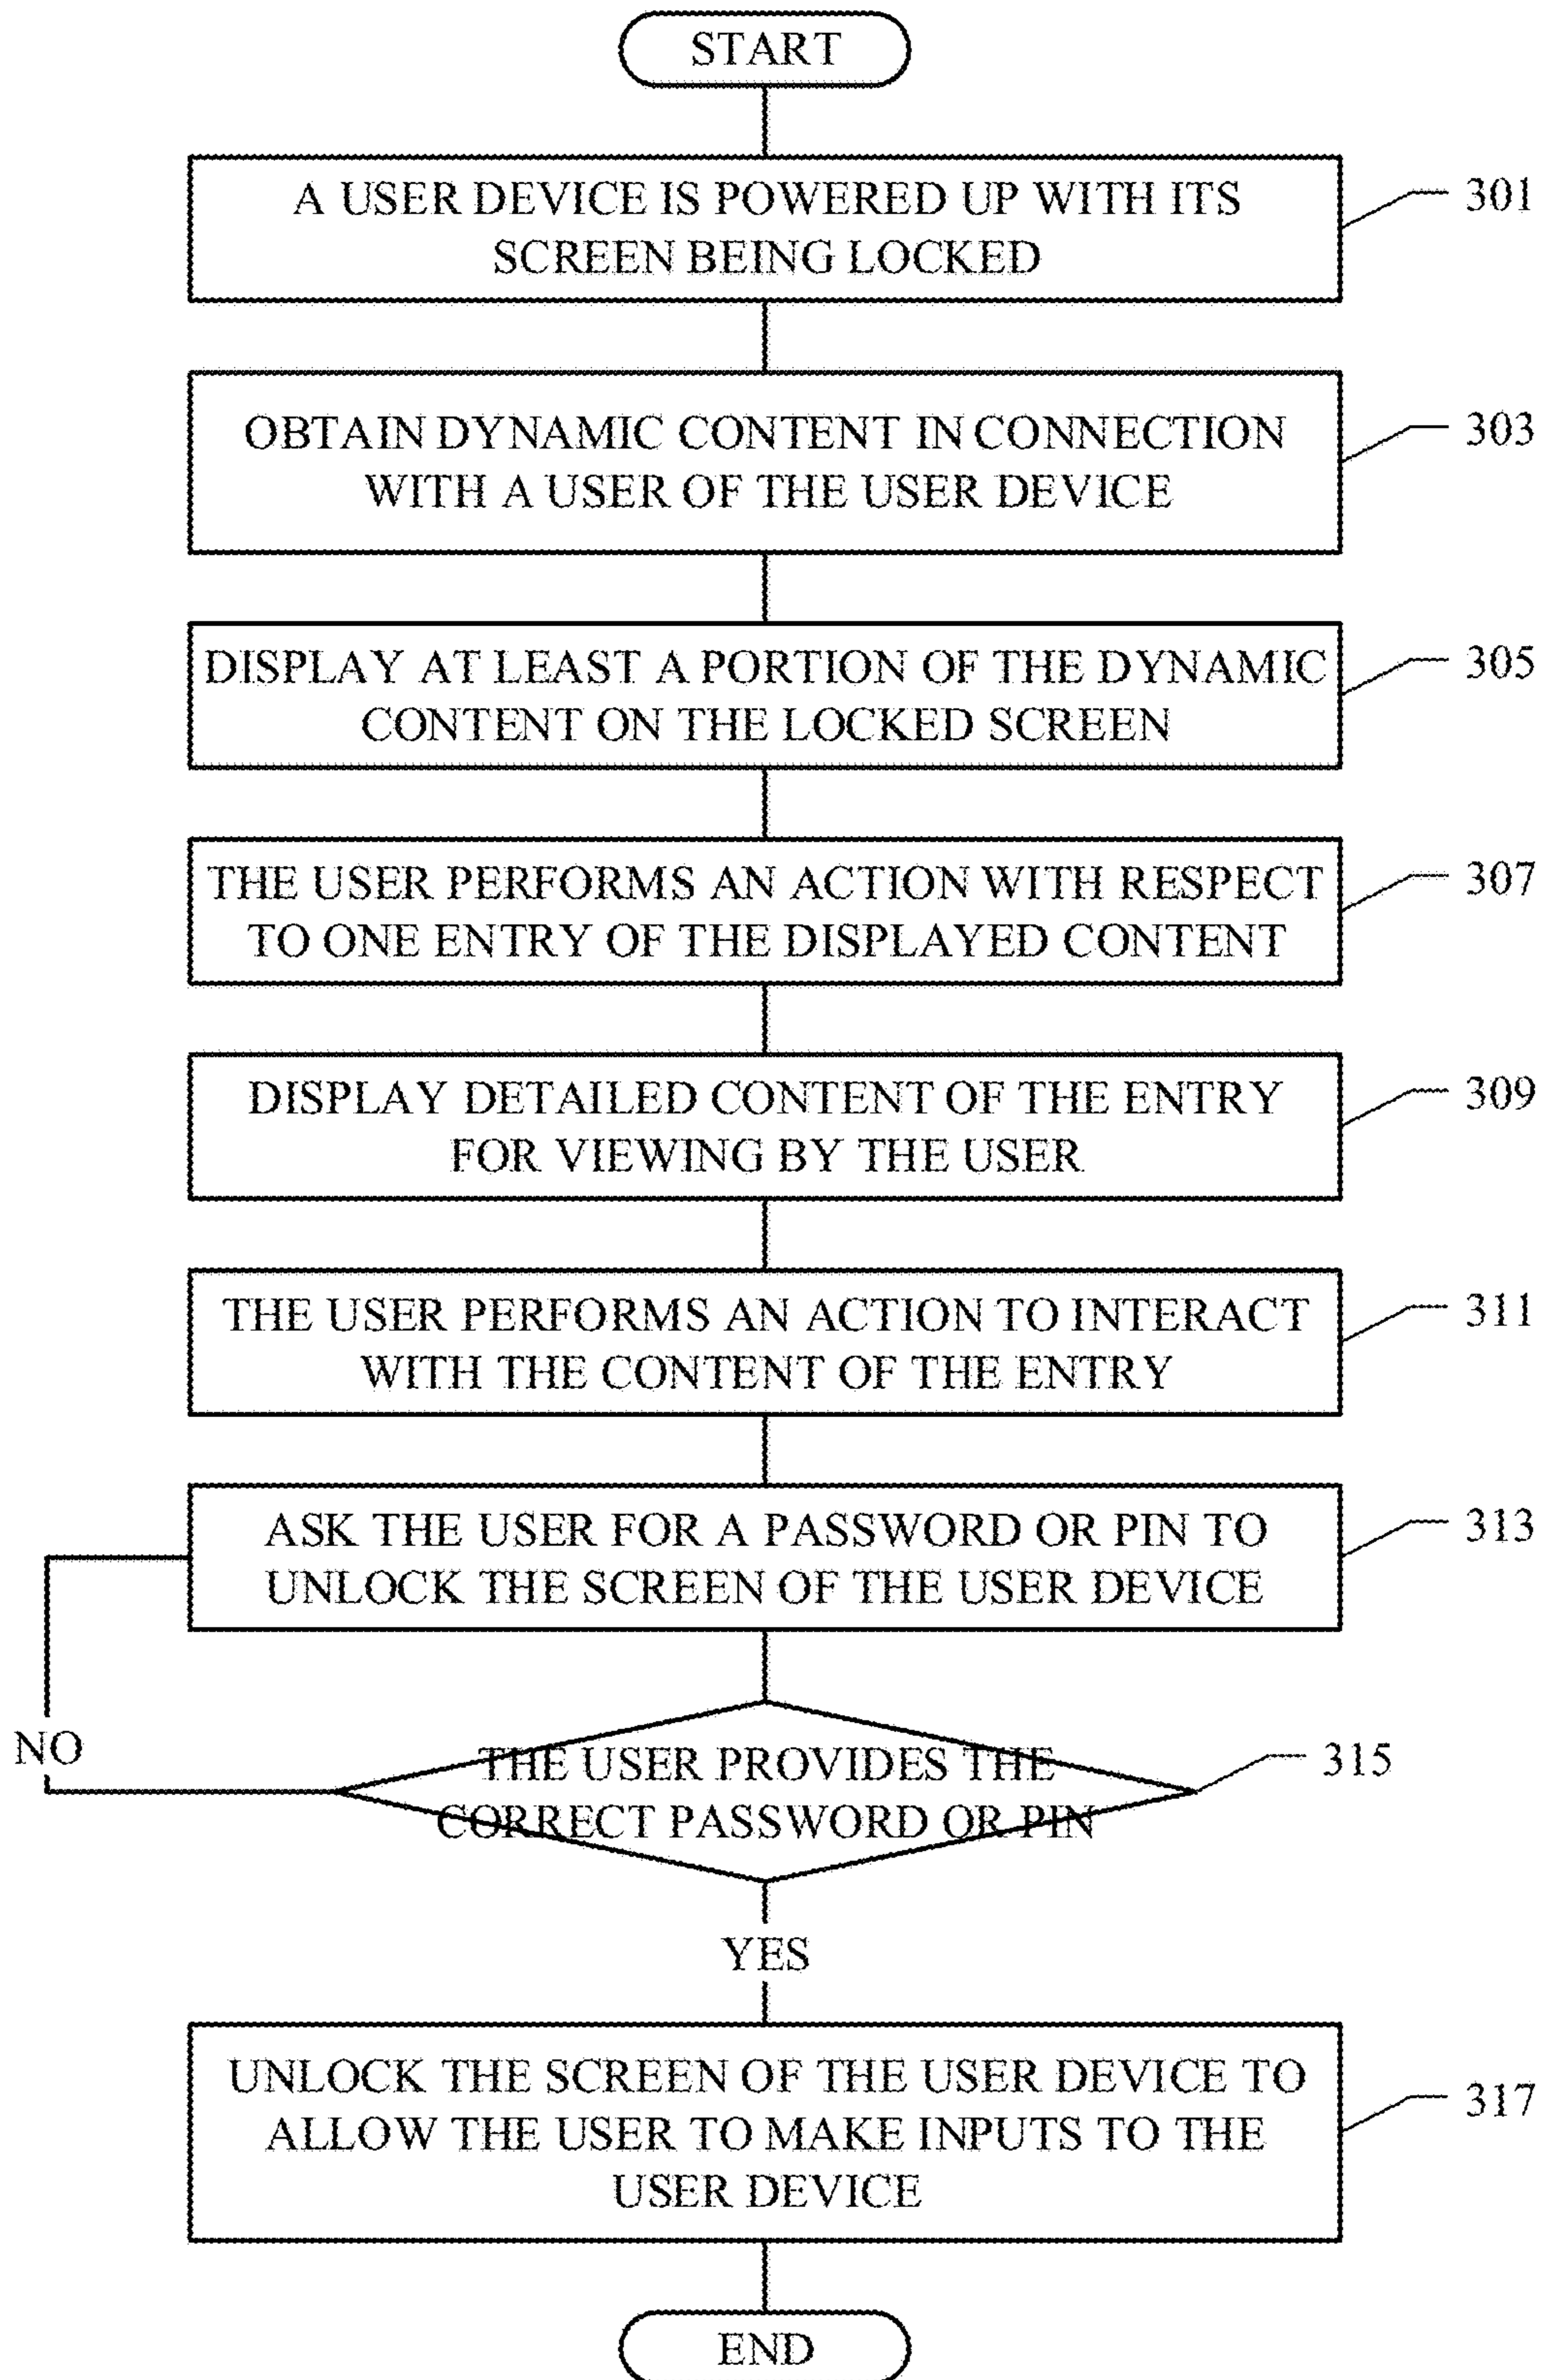 START
A USER DEVICE IS POWERED UP WITH ITS
SCREEN BEING LOCKED
301
OBTAIN DYNAMIC CONTENT IN CONNECTION
WITH A USER OF THE USER DEVICE
303
DISPLAY AT LEAST A PORTION OF THE DYNAMIC
CONTENT ON THE LOCKED SCREEN
305
THE USER PERFORMS AN ACTION WITH RESPECT
TO ONE ENTRY OF THE DISPLAYED CONTENT
307
DISPLAY DETAILED CONTENT OF THE ENTRY
FOR VIEWING BY THE USER
309
THE USER PERFORMS AN ACTION TO INTERACT
WITH THE CONTENT OF THE ENTRY
311
ASK THE USER FOR A PASSWORD OR PIN TO
UNLOCK THE SCREEN OF THE USER DEVICE
313
NO
THE USER PROVIDES THE
CORRECT PASSWORD OR PIN
315
YES
UNLOCK THE SCREEN OF THE USER DEVICE TO
ALLOW THE USER TO MAKE INPUTS TO THE
USER DEVICE
317
END